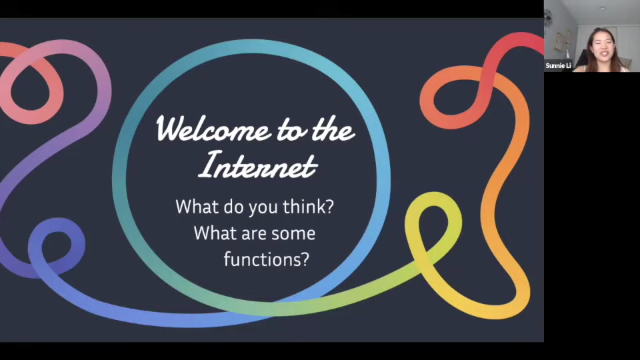 Welcome to the
Internet
What do you think?
What are some
functions?
Sunnie Li